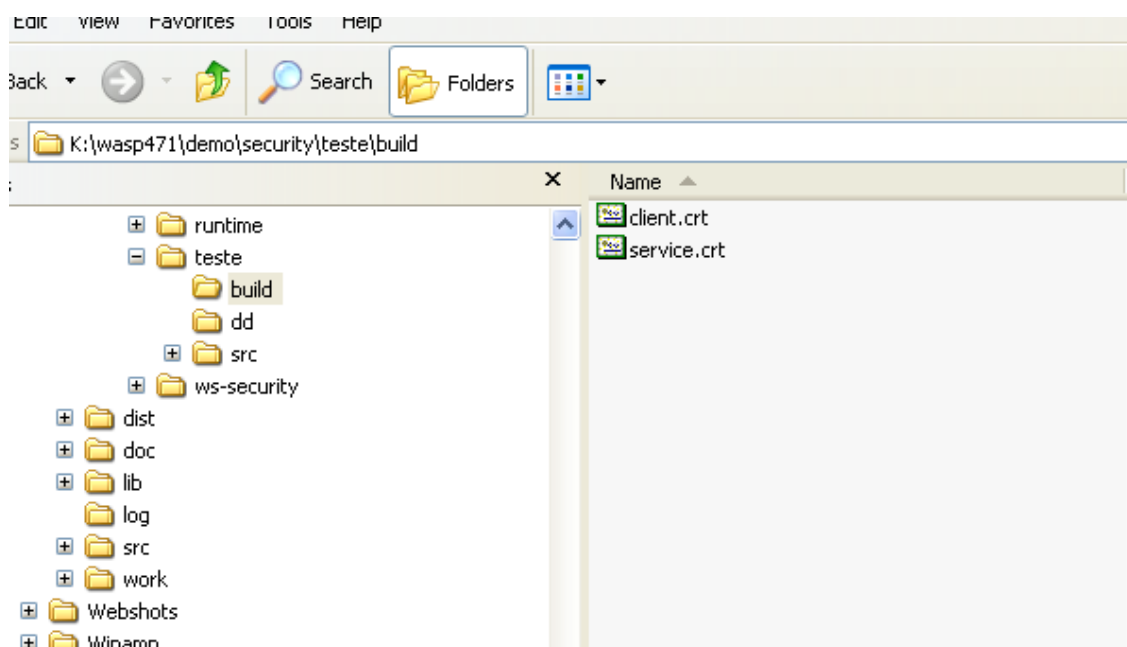 Edit View Favorites Tools Help
Back Search Folders
s K:\wasp471\demo\security\teste\build
Name
runtime
client.crt
teste
service.crt
build
dd
src
ws-security
dist
doc
lib
log
src
work
Webshots
Winamp